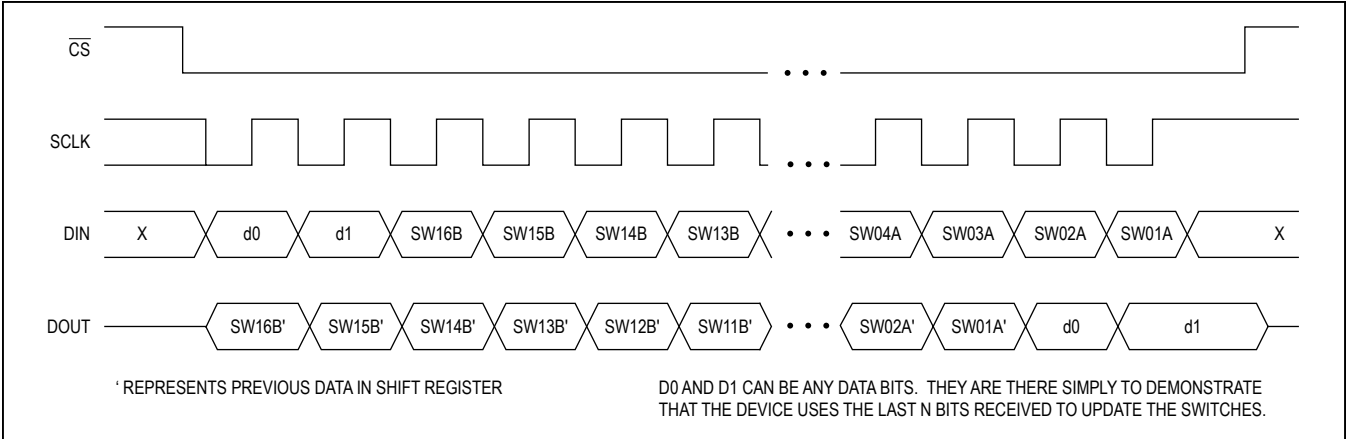 CS
• • •
SCLK
• • •
DIN X d0 d1 SW16B SW15B SW14B SW13B • • • SW04A SW03A SW02A SW01A X
DOUT SW16B' SW15B' SW14B' SW13B' SW12B' SW11B' • • • SW02A' SW01A' d0 d1
‘ REPRESENTS PREVIOUS DATA IN SHIFT REGISTER
D0 AND D1 CAN BE ANY DATA BITS. THEY ARE THERE SIMPLY TO DEMONSTRATE
THAT THE DEVICE USES THE LAST N BITS RECEIVED TO UPDATE THE SWITCHES.